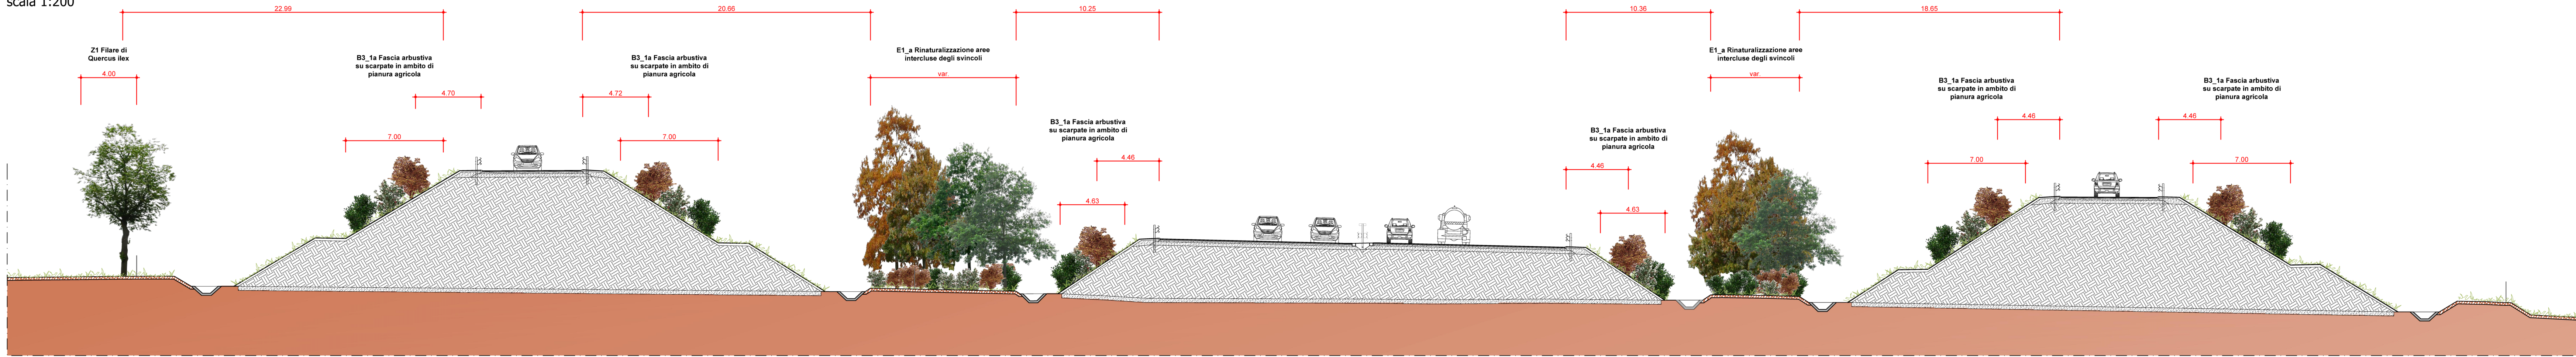 scala 1:200
22.99
20.66
10.25
10.36
18.65
Z1 Filare di
Quercus ilex
4.00
B3_1a Fascia arbustiva
su scarpate in ambito di
pianura agricola
4.70
7.00
B3_1a Fascia arbustiva
su scarpate in ambito di
pianura agricola
4.72
7.00
E1_a Rinaturalizzazione aree
intercluse degli svincoli
var.
B3_1a Fascia arbustiva
su scarpate in ambito di
pianura agricola
4.46
4.63
B3_1a Fascia arbustiva
su scarpate in ambito di
pianura agricola
4.46
4.63
E1_a Rinaturalizzazione aree
intercluse degli svincoli
var.
B3_1a Fascia arbustiva
su scarpate in ambito di
pianura agricola
4.46
7.00
B3_1a Fascia arbustiva
su scarpate in ambito di
pianura agricola
4.46
7.00